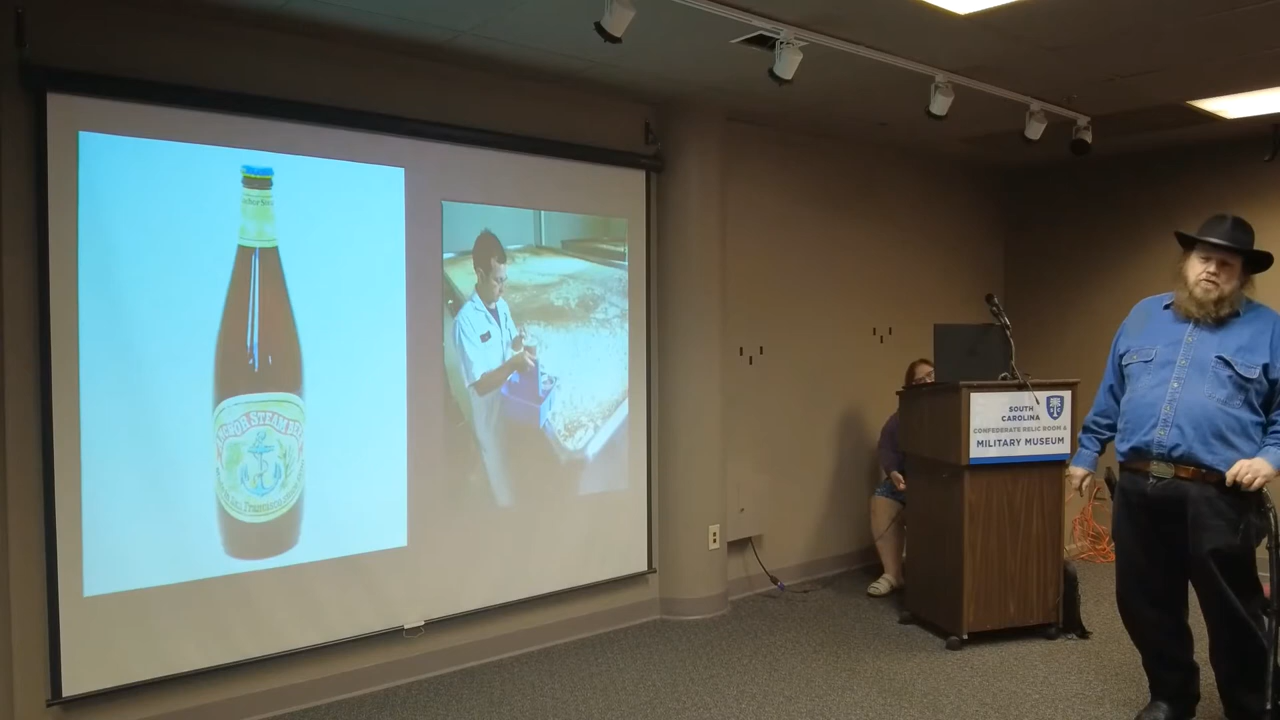 ANCHOR STEAM BEER
SOUTH
CAROLINA
CONFEDERATE RELIC ROOM &
MILITARY MUSEUM